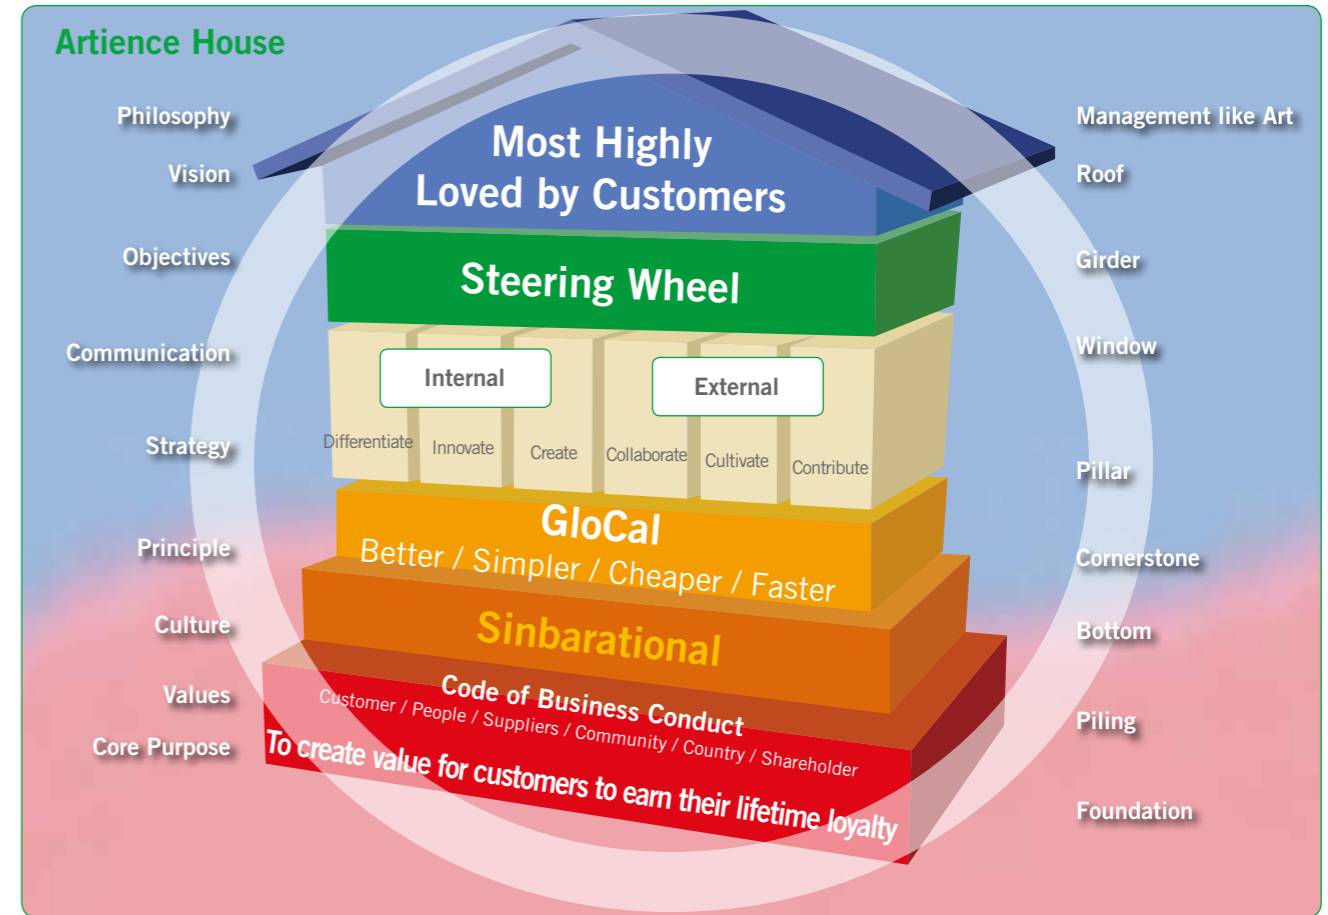 Artience House
Philosophy
Vision
Objectives
Communication
Strategy
Principle
Culture
Values
Core Purpose
Most Highly
Loved by Customers
Steering Wheel
Internal
External
Differentiate
Innovate
Create
Collaborate
Cultivate
Contribute
GloCal
Better / Simpler / Cheaper / Faster
Sinbarational
Code of Business Conduct
Customer / People / Suppliers / Community / Country / Shareholder
To create value for customers to earn their lifetime loyalty
Management like Art
Roof
Girder
Window
Pillar
Cornerstone
Bottom
Piling
Foundation